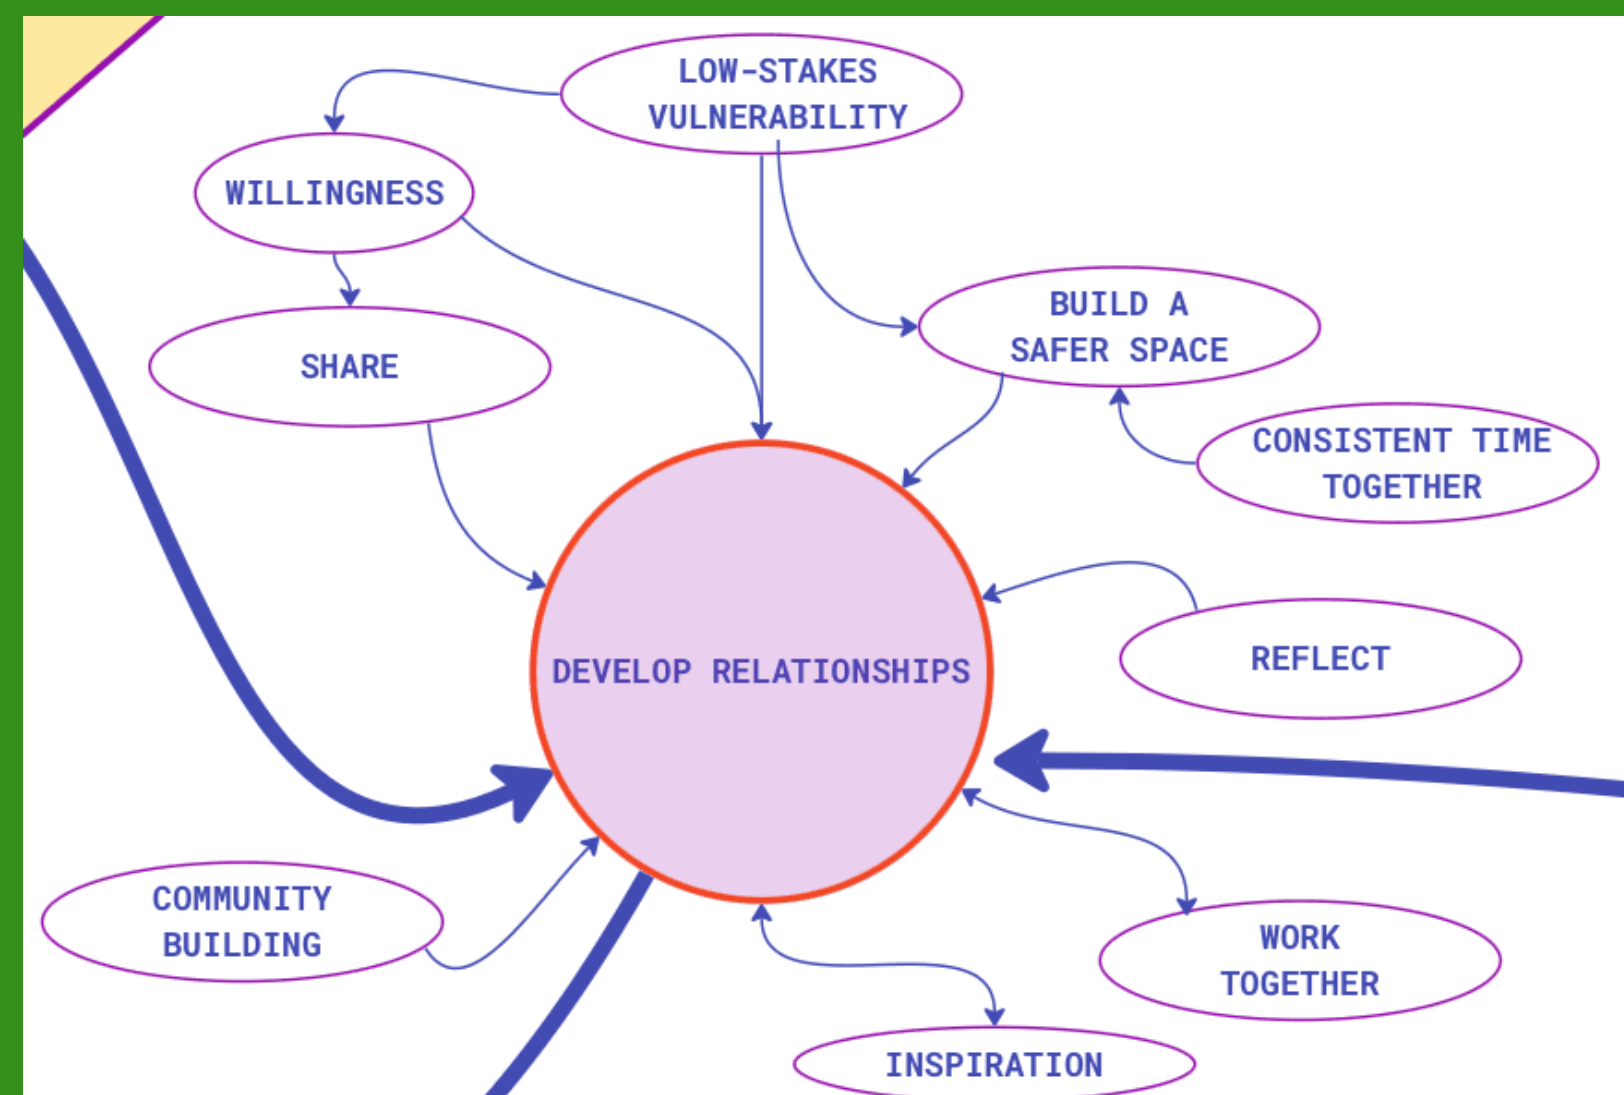 LOW-STAKES
VULNERABILITY
WILLINGNESS
BUILD A
SAFER SPACE
SHARE
CONSISTENT TIME
TOGETHER
REFLECT
DEVELOP RELATIONSHIPS
COMMUNITY
BUILDING
WORK
TOGETHER
INSPIRATION